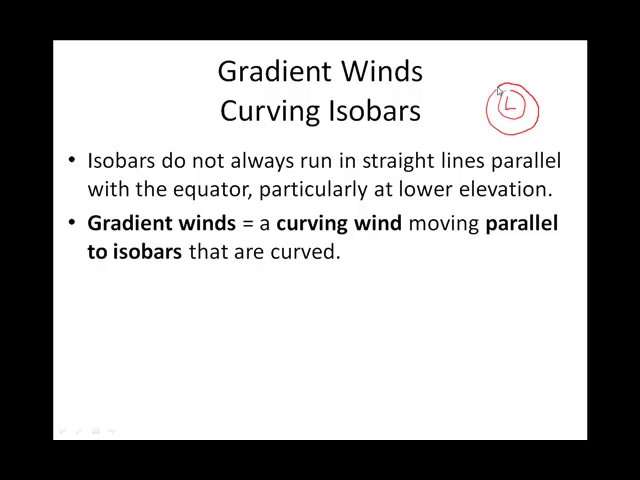 Gradient Winds
Curving Isobars
L
• Isobars do not always run in straight lines parallel
with the equator, particularly at lower elevation.
• Gradient winds = a curving wind moving parallel
to isobars that are curved.